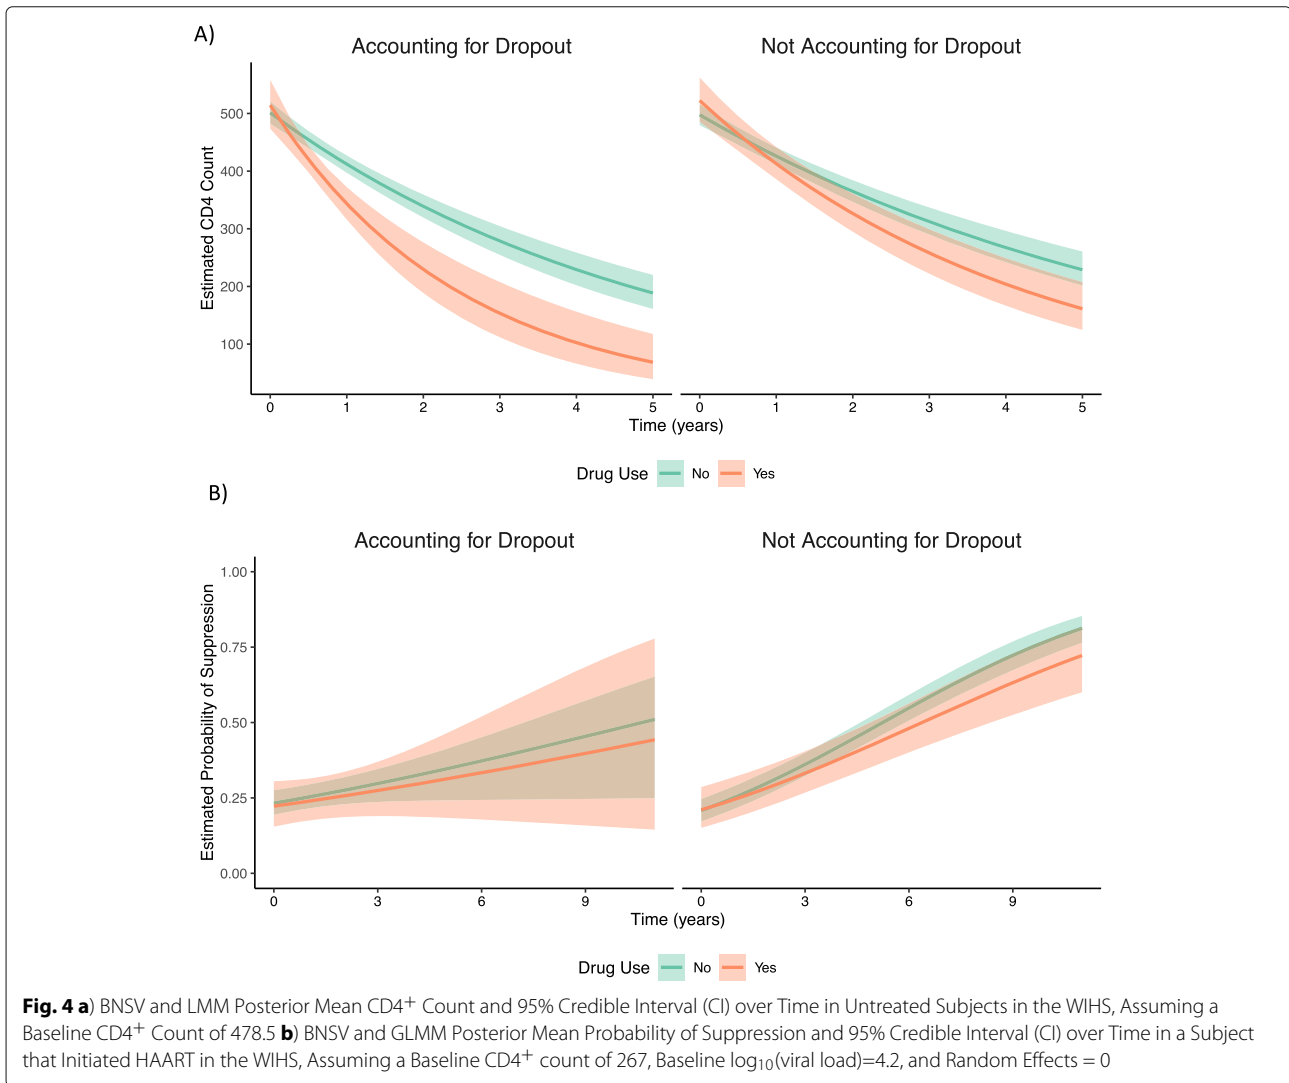 A)
Accounting for Dropout
Not Accounting for Dropout
Estimated CD4 Count
500
400
300
200
100
0 1 2 3 4 5
0 1 2 3 4 5
Time (years)
Drug Use No Yes
B)
Accounting for Dropout
Not Accounting for Dropout
Estimated Probability of Suppression
1.00
0.75
0.50
0.25
0.00
0 3 6 9
0 3 6 9
Time (years)
Drug Use No Yes
Fig. 4 a) BNSV and LMM Posterior Mean CD4⁺ Count and 95% Credible Interval (CI) over Time in Untreated Subjects in the WIHS, Assuming a
Baseline CD4⁺ Count of 478.5 b) BNSV and GLMM Posterior Mean Probability of Suppression and 95% Credible Interval (CI) over Time in a Subject
that Initiated HAART in the WIHS, Assuming a Baseline CD4⁺ count of 267, Baseline log₁₀(viral load)=4.2, and Random Effects = 0